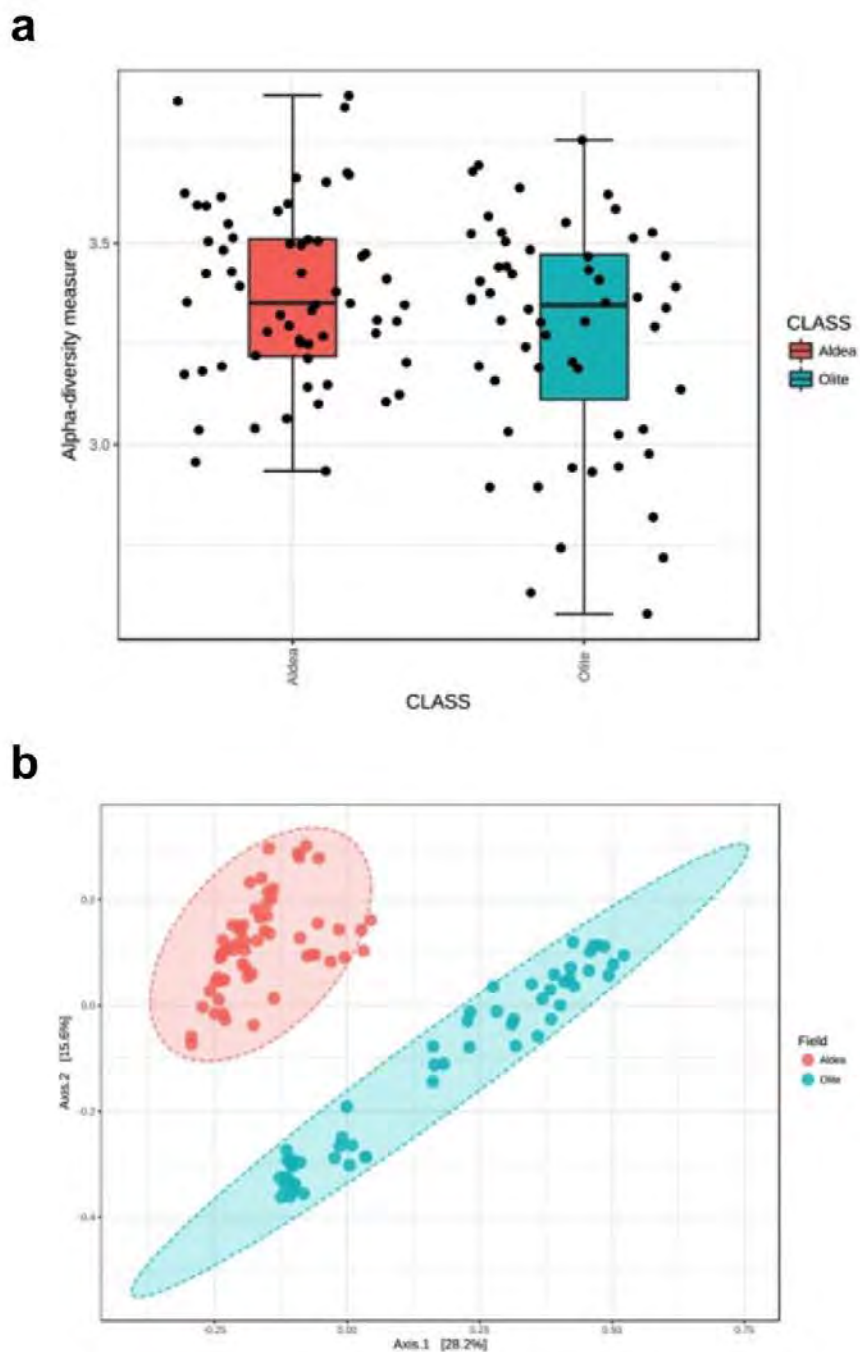 a
Alpha-diversity measure
3.5
3.0
Aldea
Olite
CLASS
CLASS
Aldea
Olite
b
Axis.2 [15.6%]
0.0
-0.2
-0.4
-0.25
0.00
0.25
0.50
0.75
Axis.1 [28.2%]
Field
Aldea
Olite